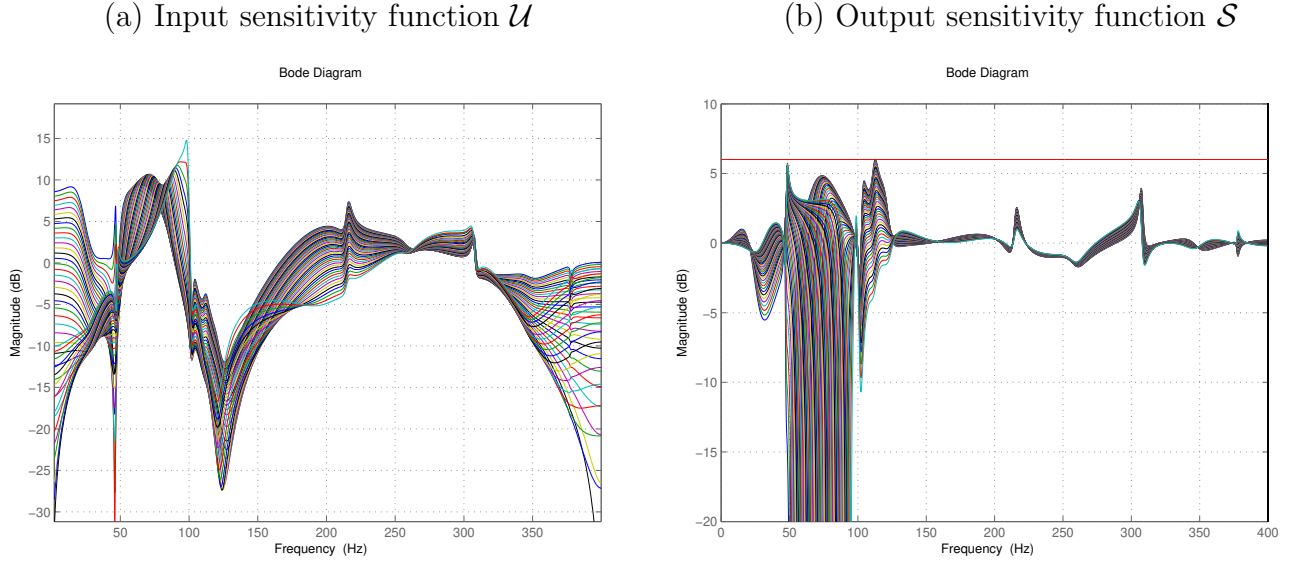 (a) Input sensitivity function 𝒰
(b) Output sensitivity function 𝒮
Bode Diagram
15
10
5
0
−5
−10
−15
−20
−25
−30
Magnitude (dB)
50 100 150 200 250 300 350
Frequency (Hz)
Bode Diagram
10
5
0
−5
−10
−15
−20
Magnitude (dB)
0 50 100 150 200 250 300 350 400
Frequency (Hz)